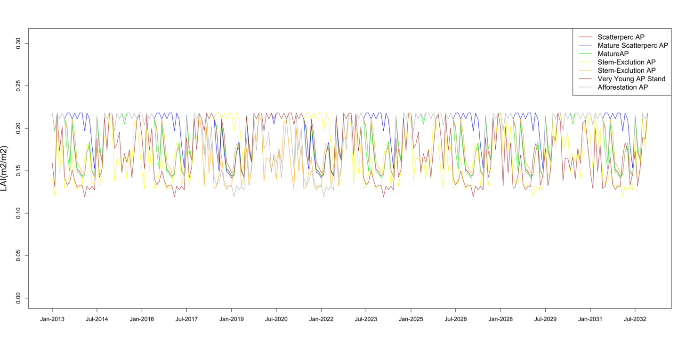 Scatterperc AP
Mature Scatterperc AP
MatureAP
Stem-Exclution AP
Stem-Exclution AP
Very Young AP Stand
Afforestation AP
LAI(m2/m2)
0.30
0.25
0.20
0.15
0.10
0.05
0.00
Jan-2013 Jul-2014 Jan-2016 Jul-2017 Jan-2019 Jul-2020 Jan-2022 Jul-2023 Jan-2025 Jul-2026 Jan-2028 Jul-2029 Jan-2031 Jul-2032